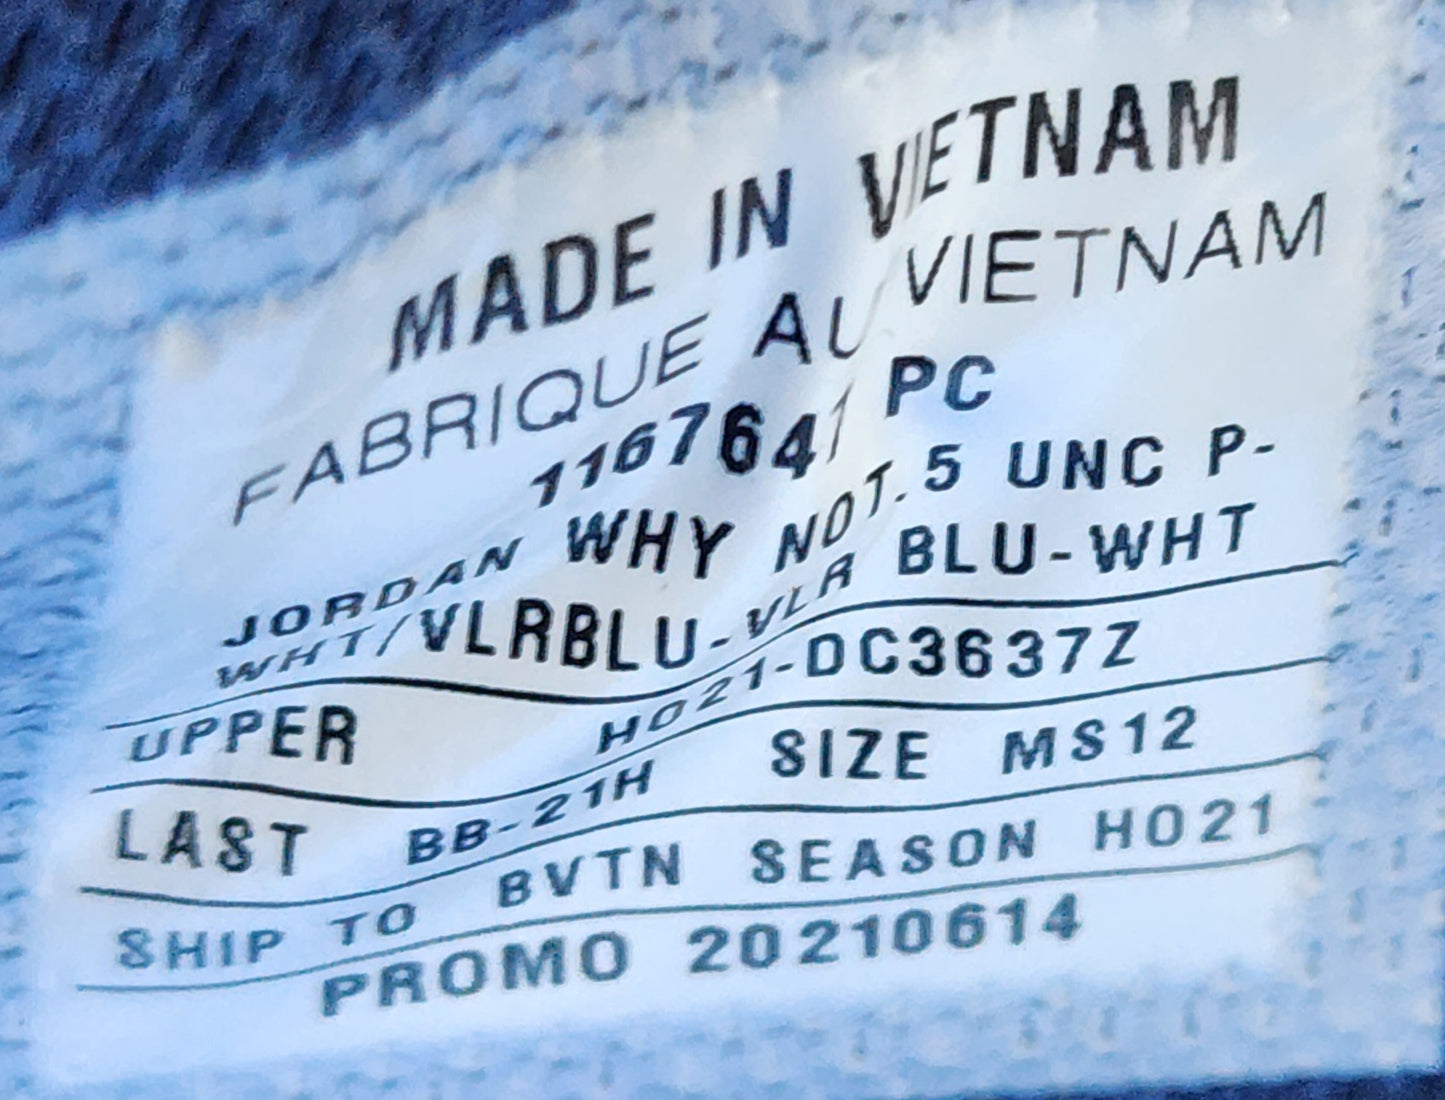 MADE IN VIETNAM
FABRIQUE AU VIETNAM
1167641 PC
JORDAN WHY NOT.5 UNC P-
WHT/VLRBLU-VLR BLU-WHT
UPPER HO21-DC3637Z
LAST BB-21H SIZE MS12
SHIP TO BVTN SEASON HO21
PROMO 20210614